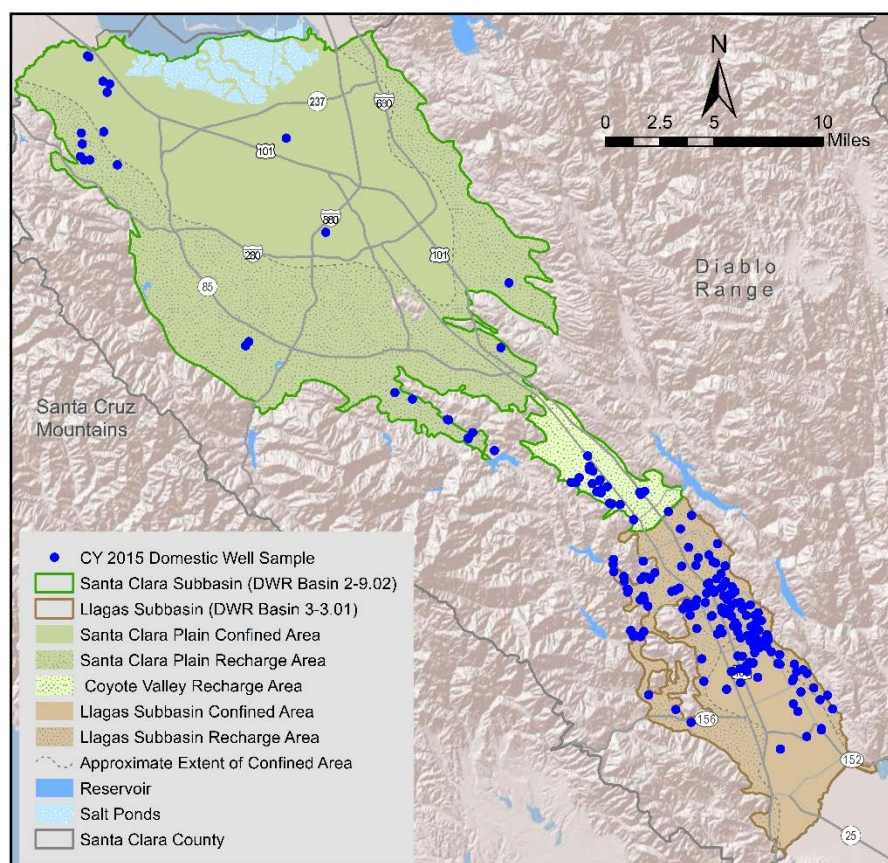 N
0 2.5 5 10
Miles
237
680
101
880
280
101
85
Diablo
Range
Santa Cruz
Mountains
CY 2015 Domestic Well Sample
Santa Clara Subbasin (DWR Basin 2-9.02)
Llagas Subbasin (DWR Basin 3-3.01)
Santa Clara Plain Confined Area
Santa Clara Plain Recharge Area
Coyote Valley Recharge Area
Llagas Subbasin Confined Area
Llagas Subbasin Recharge Area
Approximate Extent of Confined Area
Reservoir
Salt Ponds
Santa Clara County
156
152
25